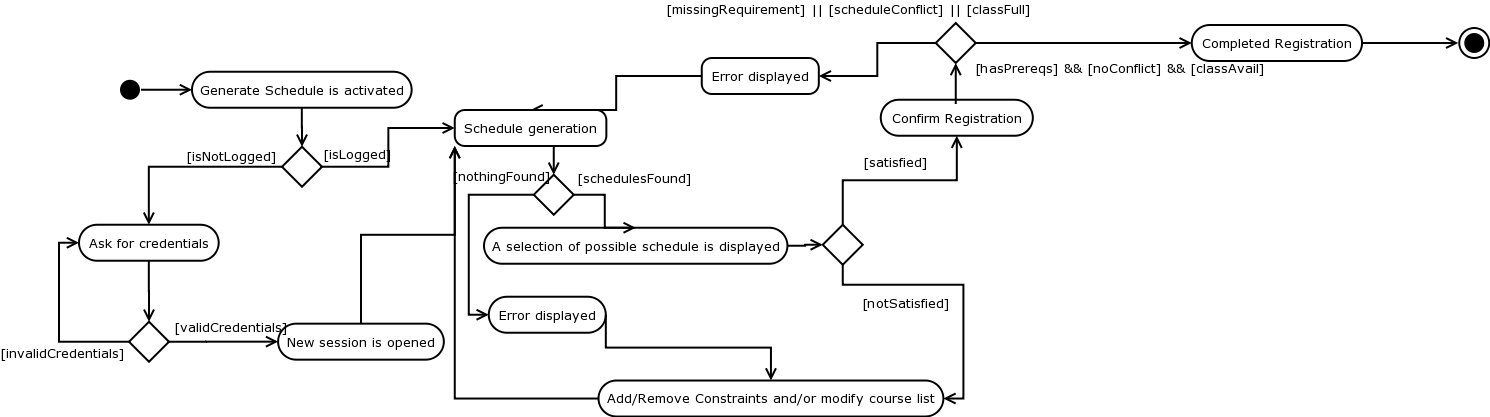 [missingRequirement] || [scheduleConflict] || [classFull]
Completed Registration
[hasPrereqs] && [noConflict] && [classAvail]
Error displayed
Generate Schedule is activated
Confirm Registration
Schedule generation
[isNotLogged]
[isLogged]
[satisfied]
[nothingFound]
[schedulesFound]
Ask for credentials
A selection of possible schedule is displayed
[notSatisfied]
Error displayed
[validCredentials]
New session is opened
[invalidCredentials]
Add/Remove Constraints and/or modify course list